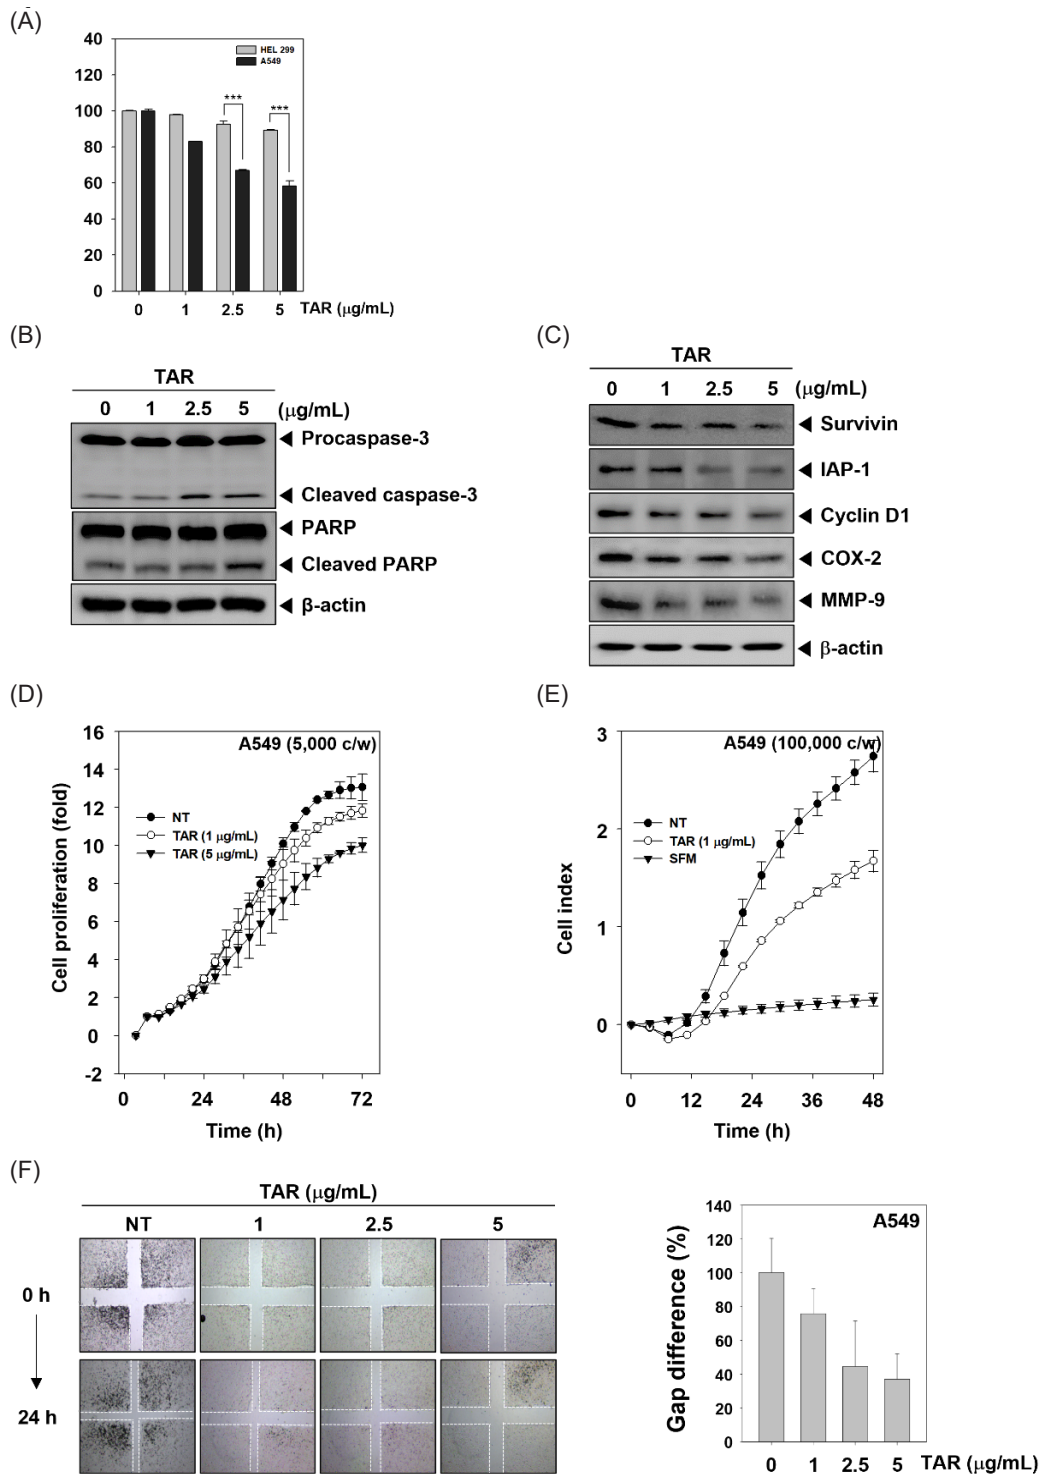 (A)
40
120
100
80
60
40
20
0
HEL 299
A549
***
***
0 1 2.5 5 TAR (μg/mL)
(B)
TAR
0 1 2.5 5 (μg/mL)
Procaspase-3
Cleaved caspase-3
PARP
Cleaved PARP
β-actin
(C)
TAR
0 1 2.5 5 (μg/mL)
Survivin
IAP-1
Cyclin D1
COX-2
MMP-9
β-actin
(D)
A549 (5,000 c/w)
Cell proliferation (fold)
16
14
12
10
8
6
4
2
0
-2
NT
TAR (1 μg/mL)
TAR (5 μg/mL)
0 24 48 72
Time (h)
(E)
A549 (100,000 c/w)
Cell index
3
2
1
0
NT
TAR (1 μg/mL)
SFM
0 12 24 36 48
Time (h)
(F)
TAR (μg/mL)
NT 1 2.5 5
0 h
24 h
A549
Gap difference (%)
140
120
100
80
60
40
20
0
0 1 2.5 5 TAR (μg/mL)